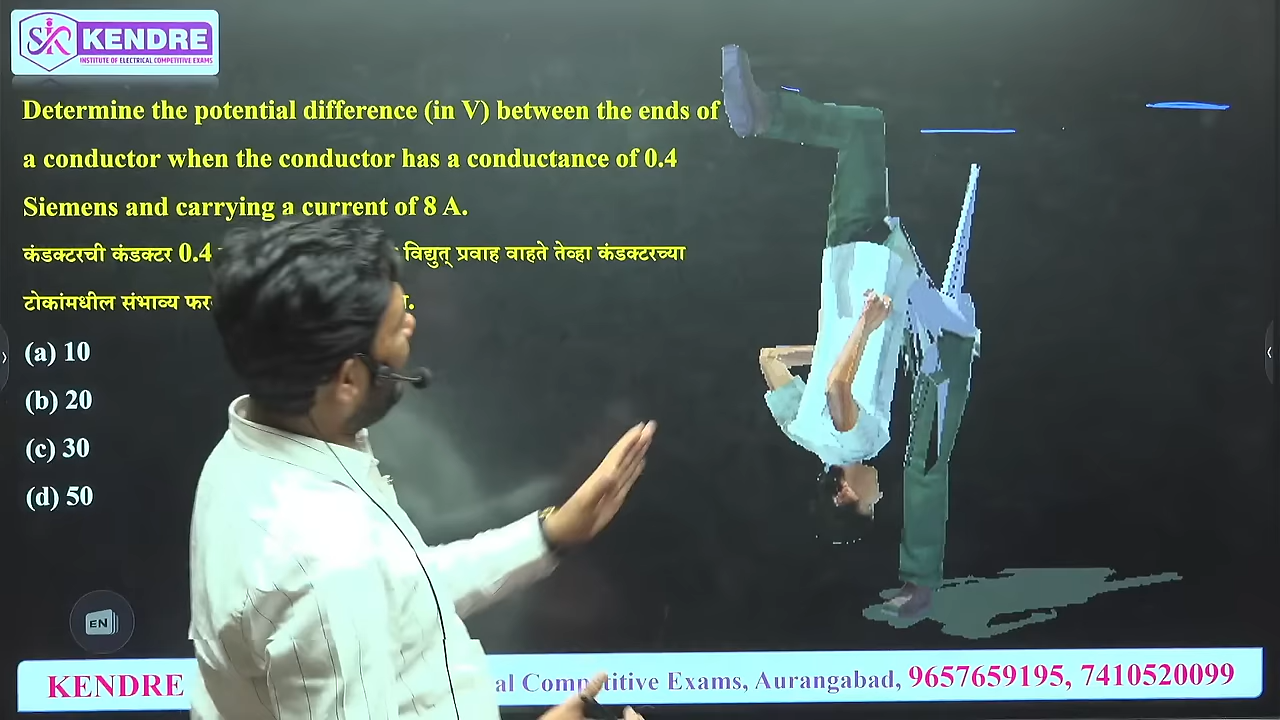 SIR KENDRE
INSTITUTE OF ELECTRICAL COMPETITIVE EXAMS
Determine the potential difference (in V) between the ends of
a conductor when the conductor has a conductance of 0.4
Siemens and carrying a current of 8 A.
कंडक्टरची कंडक्टर 0.4 विद्युत् प्रवाह वाहते तेव्हा कंडक्टरच्या
टोकांमधील संभाव्य
(a) 10
(b) 20
(c) 30
(d) 50
EN
KENDRE Competitive Exams, Aurangabad, 9657659195, 7410520099